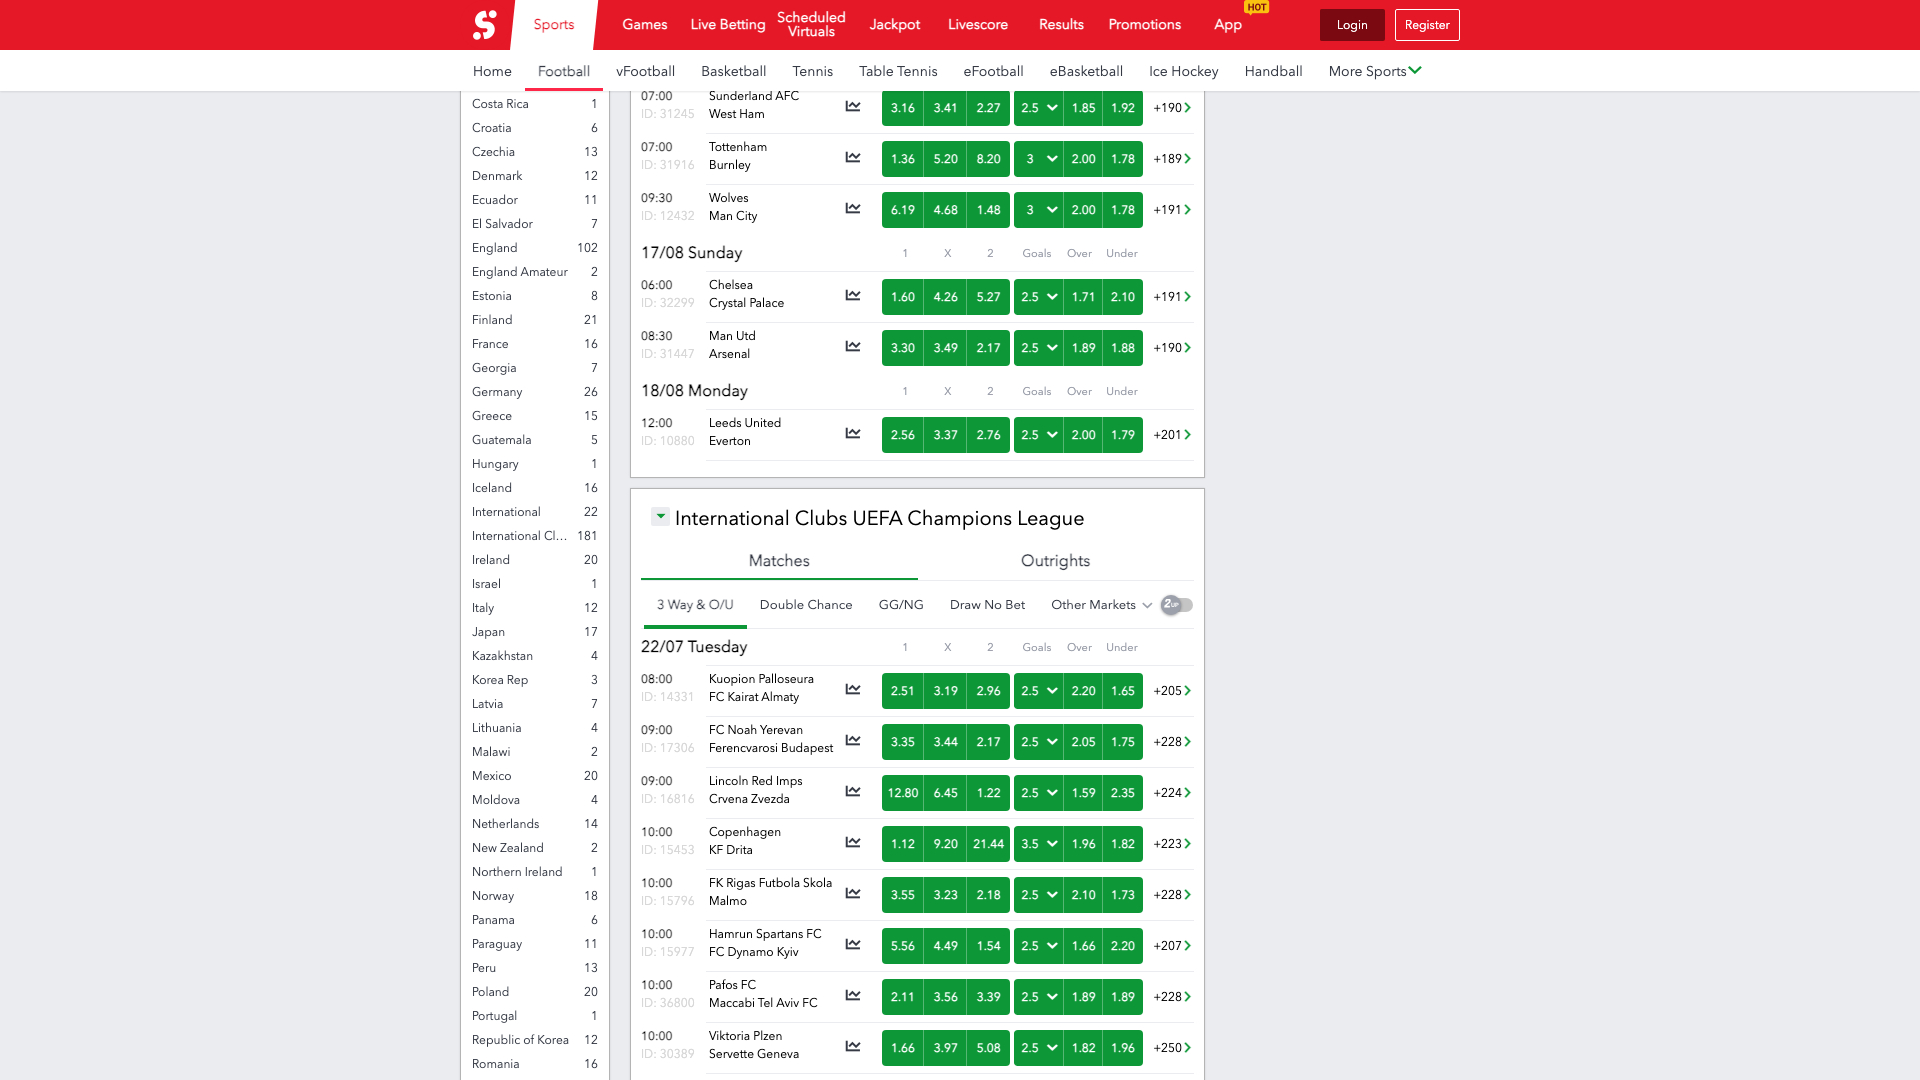 Sports
Games
Live Betting
Scheduled
Virtuals
Jackpot
Livescore
Results
Promotions
App
HOT
Login
Register
Home
Football
vFootball
Basketball
Tennis
Table Tennis
eFootball
eBasketball
Ice Hockey
Handball
More Sports
Costa Rica 1
Croatia 6
Czechia 13
Denmark 12
Ecuador 11
El Salvador 7
England 102
England Amateur 2
Estonia 8
Finland 21
France 16
Georgia 7
Germany 26
Greece 15
Guatemala 5
Hungary 1
Iceland 16
International 22
International Cl... 181
Ireland 20
Israel 1
Italy 12
Japan 17
Kazakhstan 4
Korea Rep 3
Latvia 7
Lithuania 4
Malawi 2
Mexico 20
Moldova 4
Netherlands 14
New Zealand 2
Northern Ireland 1
Norway 18
Panama 6
Paraguay 11
Peru 13
Poland 20
Portugal 1
Republic of Korea 12
Romania 16
07:00 Sunderland AFC
ID: 31245 West Ham
3.16 3.41 2.27 2.5 1.85 1.92 +190
07:00 Tottenham
ID: 31916 Burnley
1.36 5.20 8.20 3 2.00 1.78 +189
09:30 Wolves
ID: 12432 Man City
6.19 4.68 1.48 3 2.00 1.78 +191
17/08 Sunday 1 X 2 Goals Over Under
06:00 Chelsea
ID: 32299 Crystal Palace
1.60 4.26 5.27 2.5 1.71 2.10 +191
08:30 Man Utd
ID: 31447 Arsenal
3.30 3.49 2.17 2.5 1.89 1.88 +190
18/08 Monday 1 X 2 Goals Over Under
12:00 Leeds United
ID: 10880 Everton
2.56 3.37 2.76 2.5 2.00 1.79 +201
International Clubs UEFA Champions League
Matches Outrights
3 Way & O/U Double Chance GG/NG Draw No Bet Other Markets 2UP
22/07 Tuesday 1 X 2 Goals Over Under
08:00 Kuopion Palloseura
ID: 14331 FC Kairat Almaty
2.51 3.19 2.96 2.5 2.20 1.65 +205
09:00 FC Noah Yerevan
ID: 17306 Ferencvarosi Budapest
3.35 3.44 2.17 2.5 2.05 1.75 +228
09:00 Lincoln Red Imps
ID: 16816 Crvena Zvezda
12.80 6.45 1.22 2.5 1.59 2.35 +224
10:00 Copenhagen
ID: 15453 KF Drita
1.12 9.20 21.44 3.5 1.96 1.82 +223
10:00 FK Rigas Futbola Skola
ID: 15796 Malmo
3.55 3.23 2.18 2.5 2.10 1.73 +228
10:00 Hamrun Spartans FC
ID: 15977 FC Dynamo Kyiv
5.56 4.49 1.54 2.5 1.66 2.20 +207
10:00 Pafos FC
ID: 36800 Maccabi Tel Aviv FC
2.11 3.56 3.39 2.5 1.89 1.89 +228
10:00 Viktoria Plzen
ID: 30389 Servette Geneva
1.66 3.97 5.08 2.5 1.82 1.96 +250